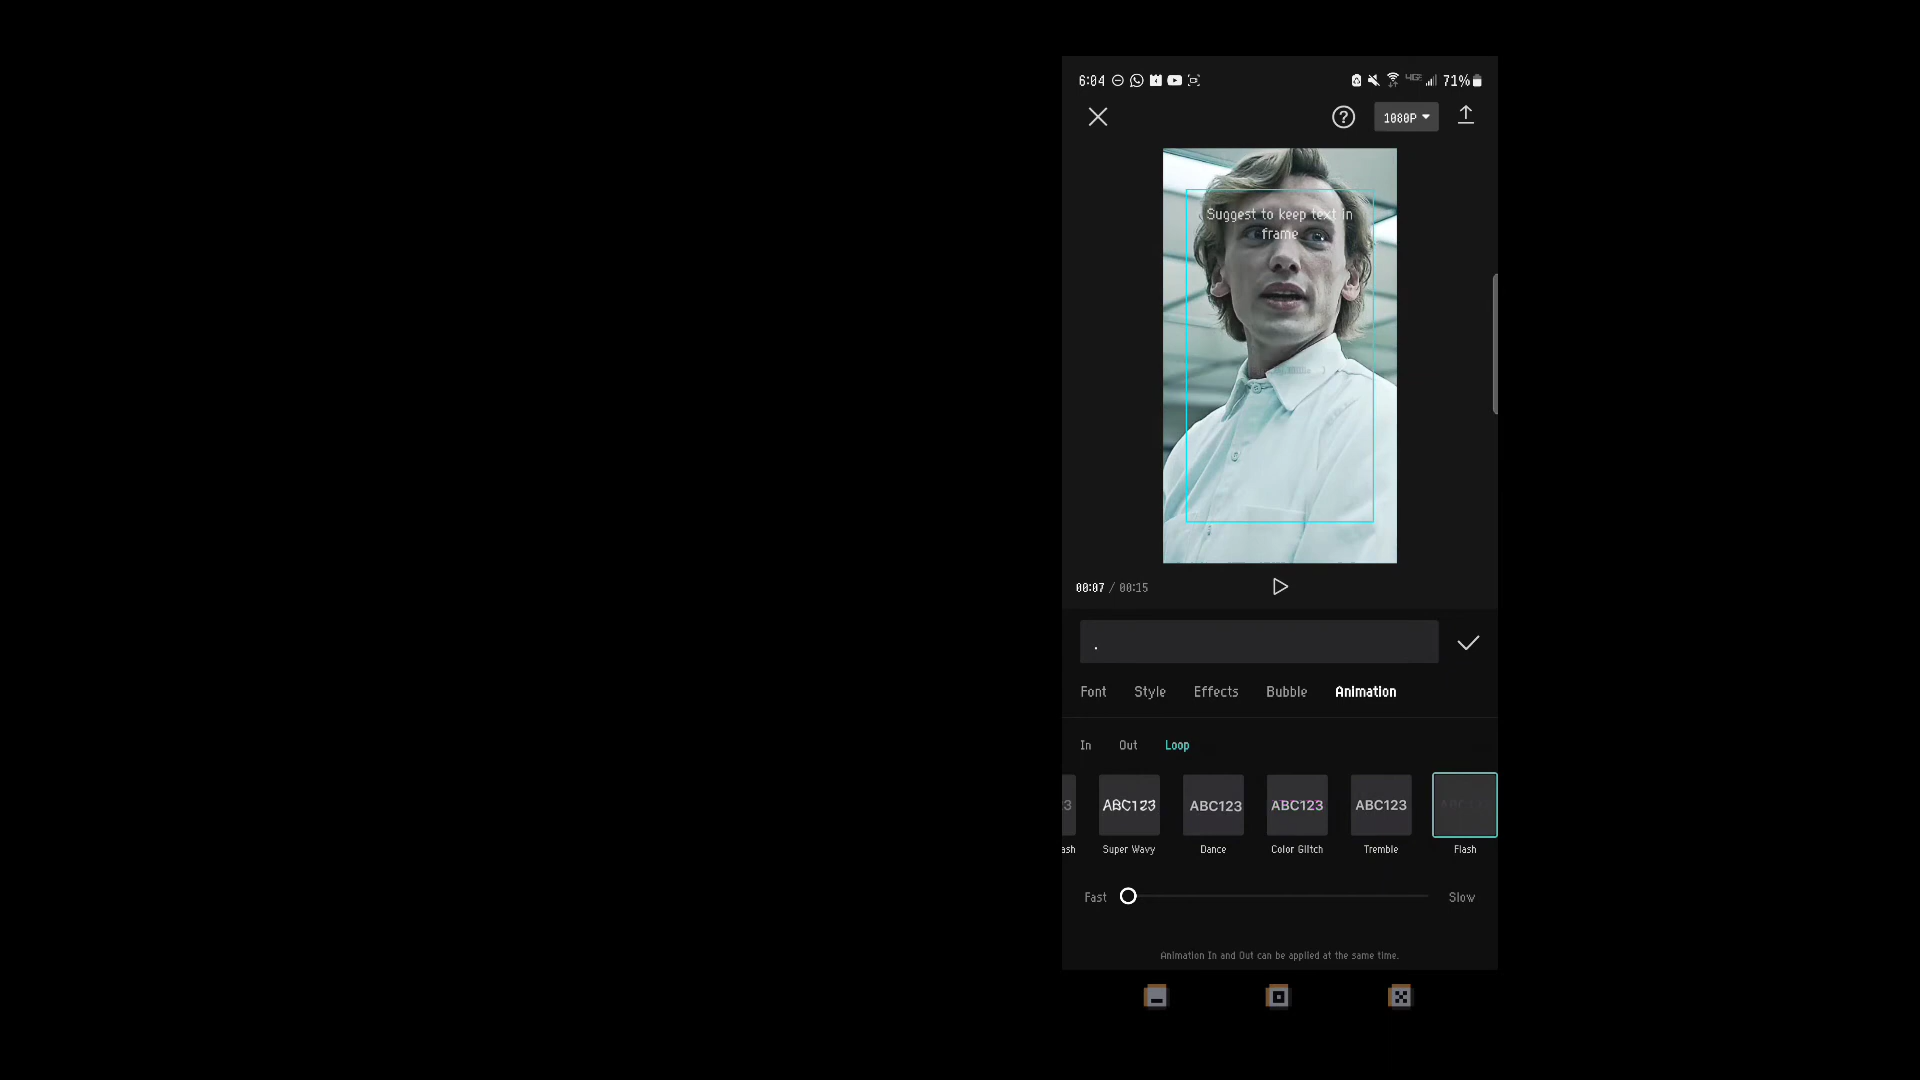 6:04 71%
1080P
Suggest to keep text in
frame
00:07 / 00:15
.
Font Style Effects Bubble Animation
In Out Loop
3 ABC123 ABC123 ABC123 ABC123
ash Super Wavy Dance Color Glitch Tremble Flash
Fast Slow
Animation In and Out can be applied at the same time.